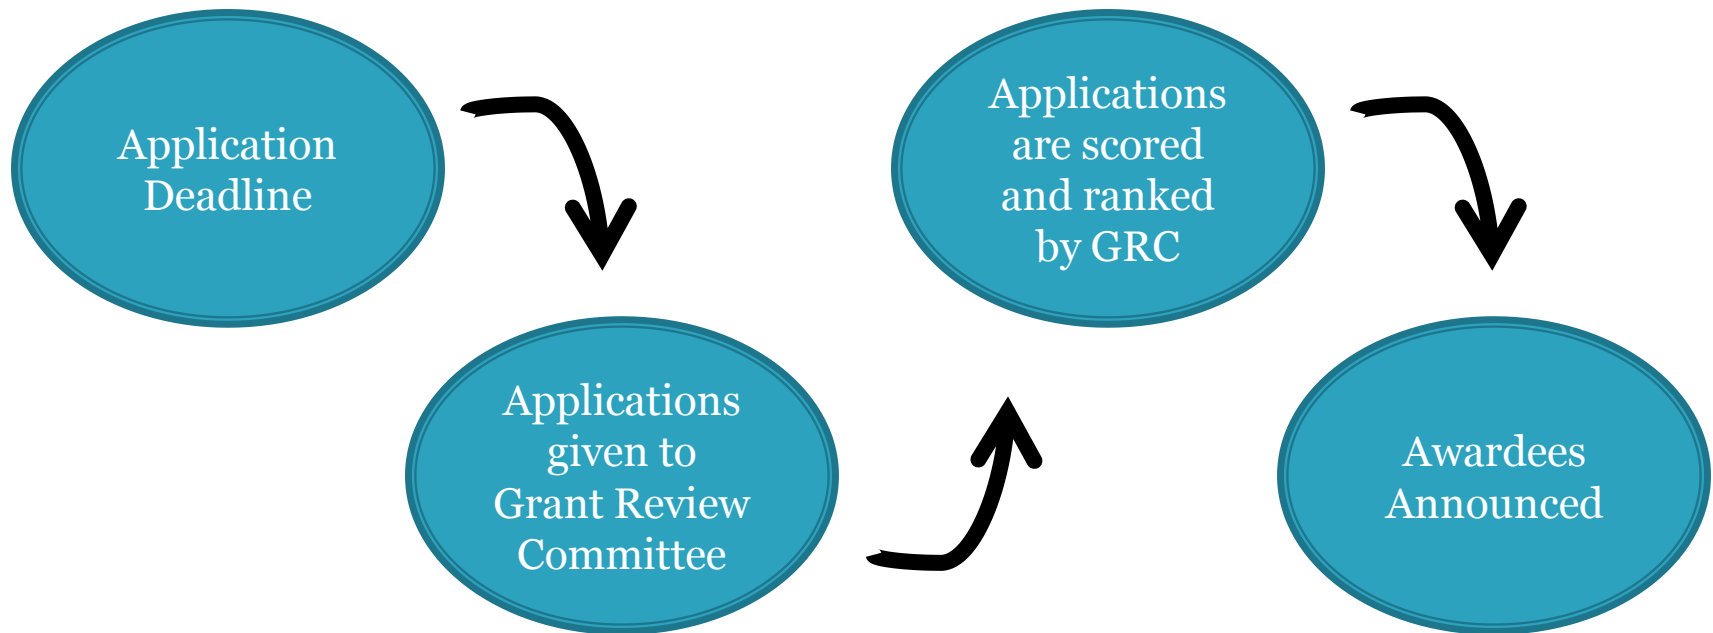 Application
Deadline
Applications
given to
Grant Review
Committee
Applications
are scored
and ranked
by GRC
Awardees
Announced